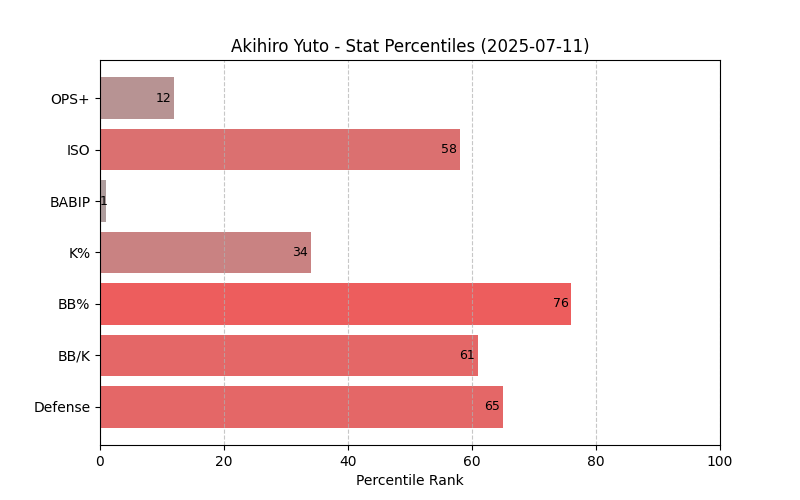 Akihiro Yuto - Stat Percentiles (2025-07-11)
OPS+ 12
ISO 58
BABIP 1
K% 34
BB% 76
BB/K 61
Defense 65
0 20 40 60 80 100
Percentile Rank